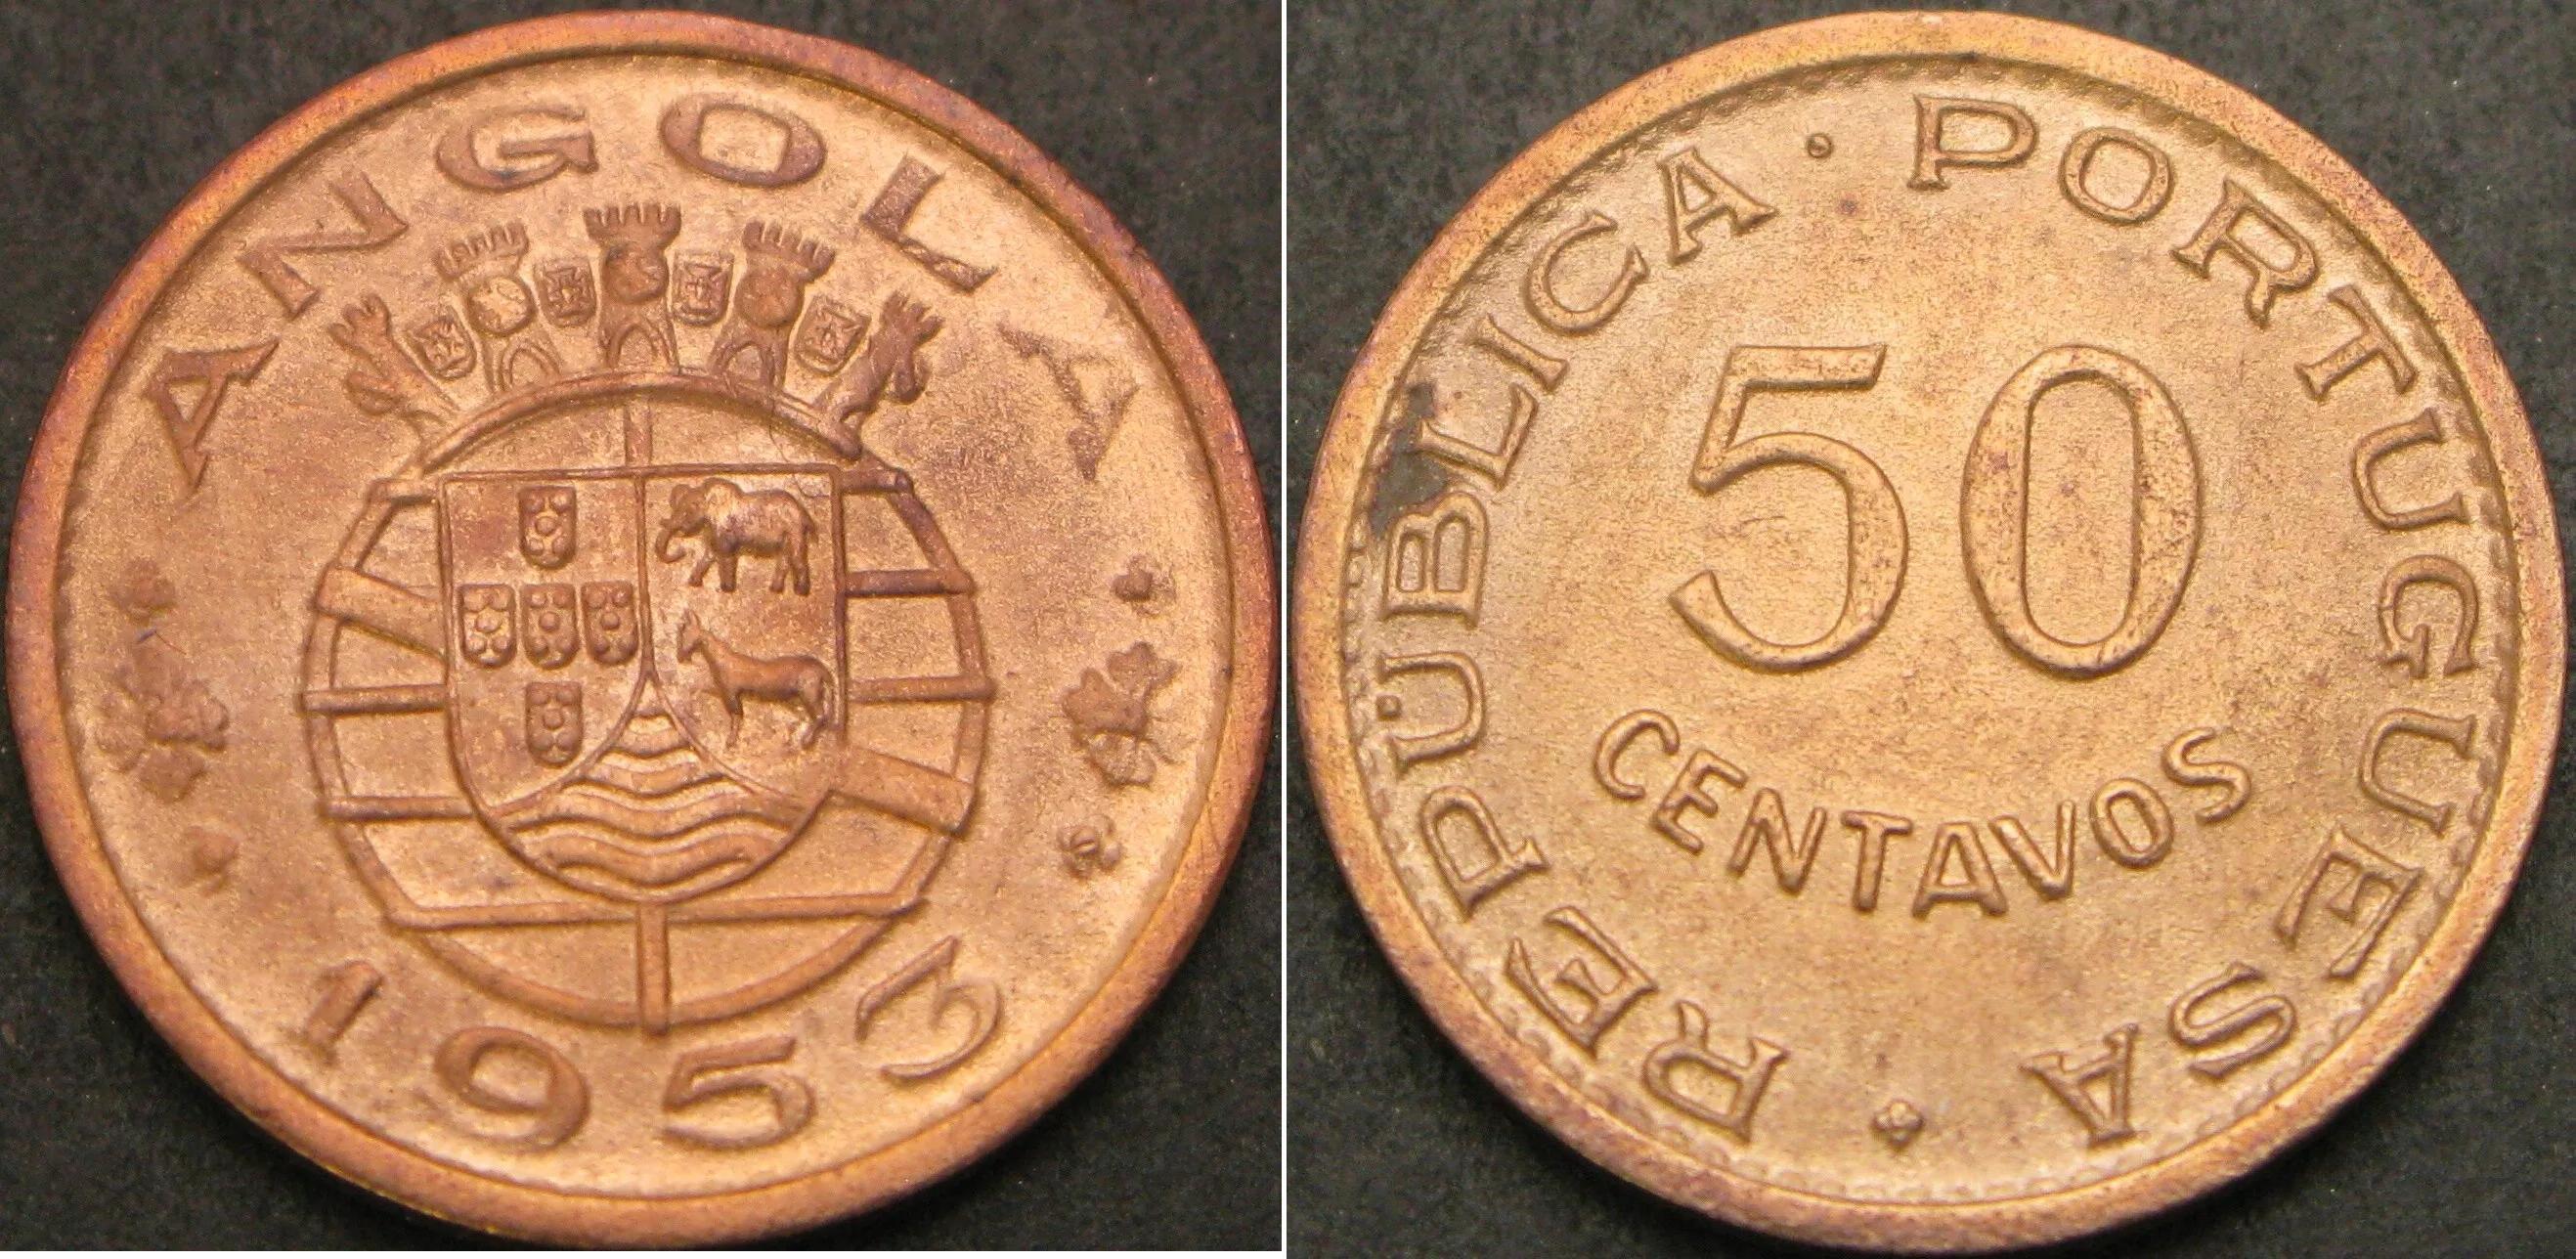 ANGOLA
1953
REPÚBLICA · PORTUGUESA
50
CENTAVOS